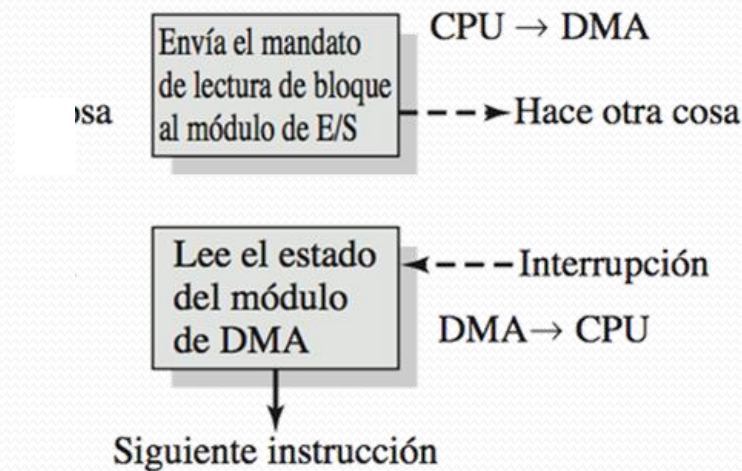 Envía el mandato
de lectura de bloque
al módulo de E/S
CPU → DMA
Hace otra cosa
Lee el estado
del módulo
de DMA
Interrupción
DMA → CPU
Siguiente instrucción